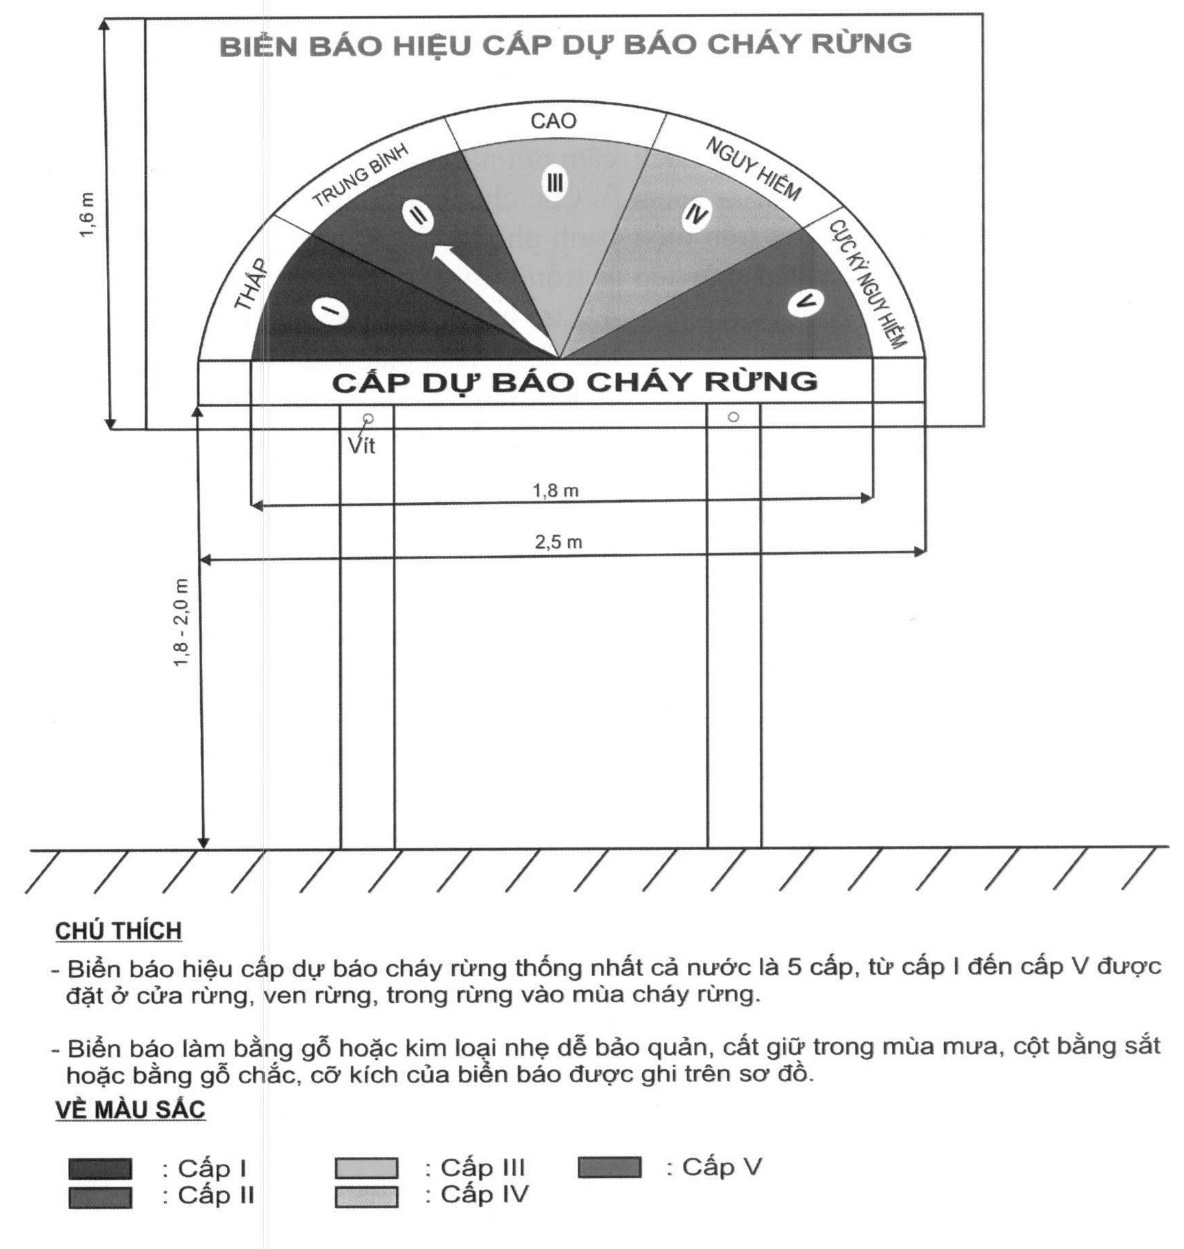 BIỂN BÁO HIỆU CẤP DỰ BÁO CHÁY RỪNG
CAO
TRUNG BÌNH
NGUY HIỂM
THẤP
CỰC KỲ NGUY HIỂM
I
II
III
IV
V
1,6 m
CẤP DỰ BÁO CHÁY RỪNG
Vít
1,8 m
2,5 m
1,8 - 2,0 m
CHÚ THÍCH
- Biển báo hiệu cấp dự báo cháy rừng thống nhất cả nước là 5 cấp, từ cấp I đến cấp V được
đặt ở cửa rừng, ven rừng, trong rừng vào mùa cháy rừng.
- Biển báo làm bằng gỗ hoặc kim loại nhẹ dễ bảo quản, cất giữ trong mùa mưa, cột bằng sắt
hoặc bằng gỗ chắc, cỡ kích của biển báo được ghi trên sơ đồ.
VỀ MÀU SẮC
: Cấp I
: Cấp III
: Cấp V
: Cấp II
: Cấp IV